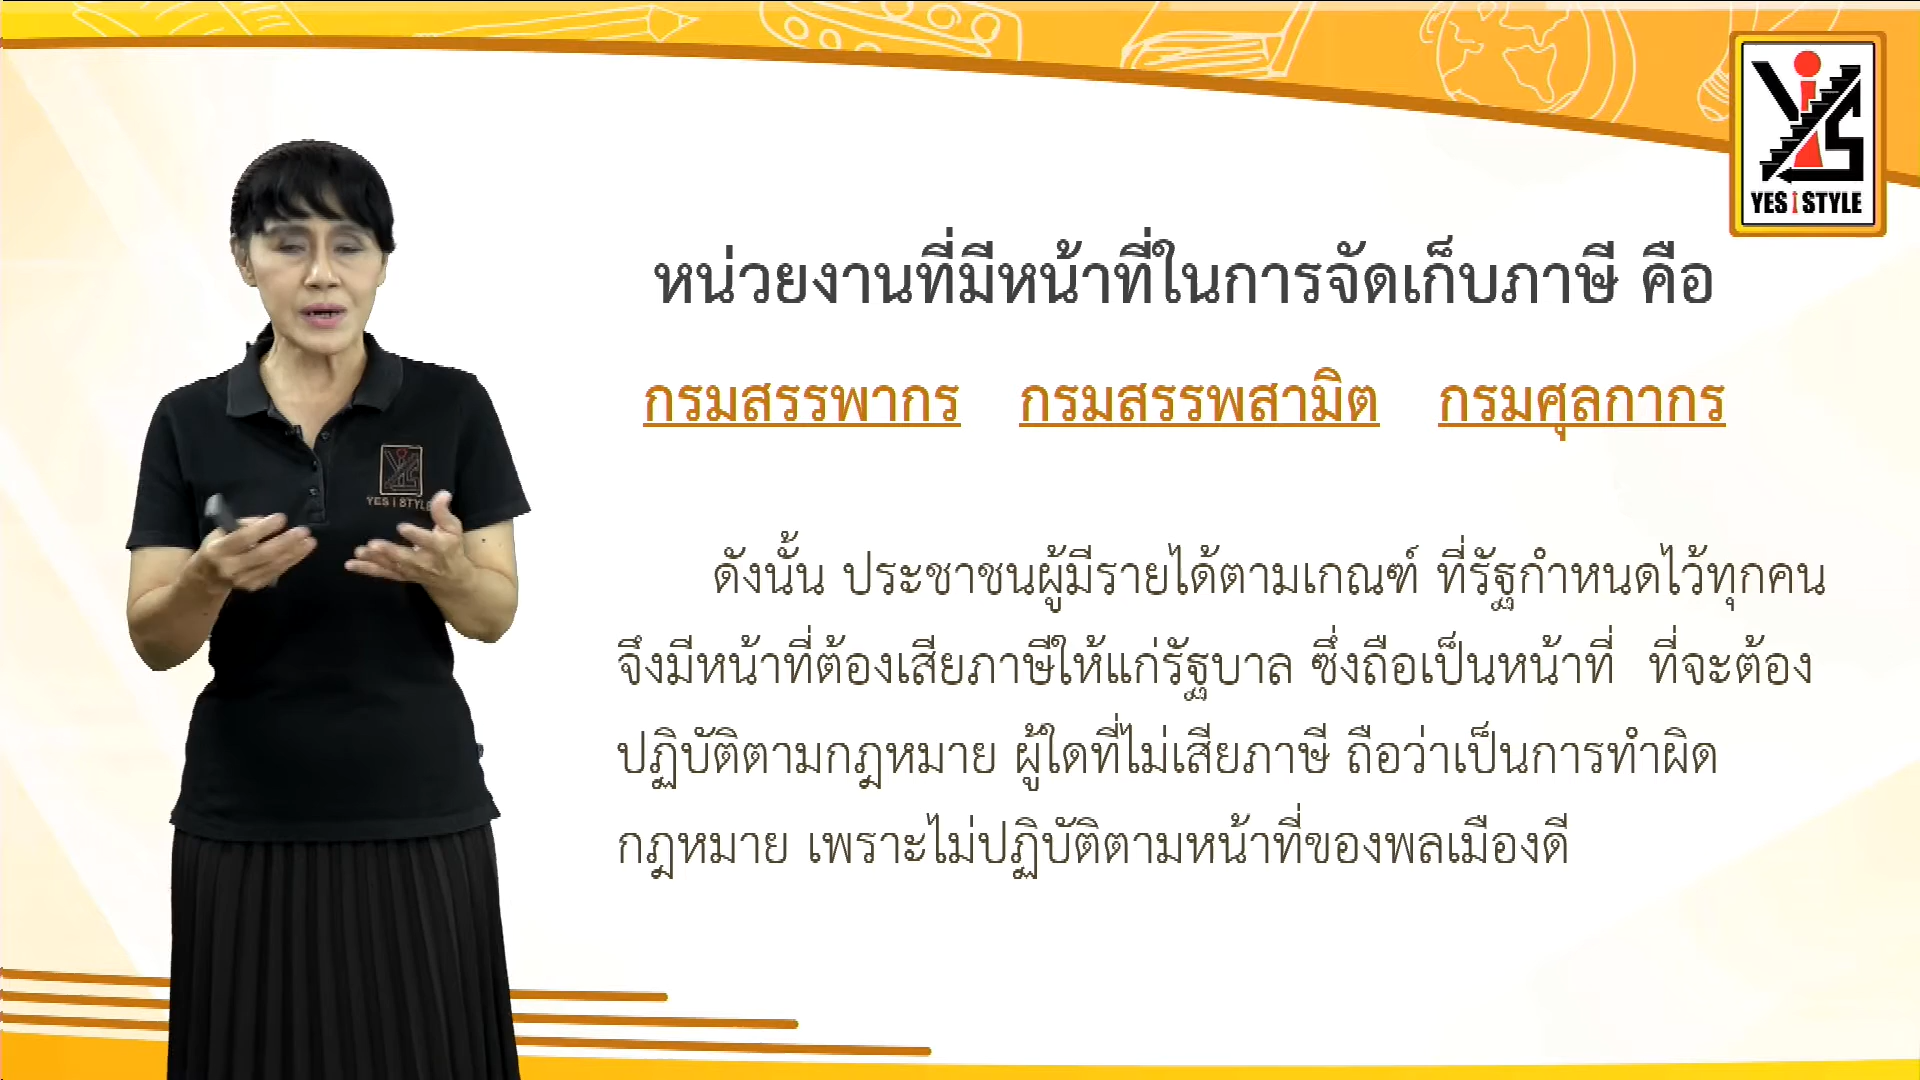 YES i STYLE
หน่วยงานที่มีหน้าที่ในการจัดเก็บภาษี คือ
กรมสรรพากร กรมสรรพสามิต กรมศุลกากร
ดังนั้น ประชาชนผู้มีรายได้ตามเกณฑ์ ที่รัฐกำหนดไว้ทุกคน
จึงมีหน้าที่ต้องเสียภาษีให้แก่รัฐบาล ซึ่งถือเป็นหน้าที่ ที่จะต้อง
ปฏิบัติตามกฎหมาย ผู้ใดที่ไม่เสียภาษี ถือว่าเป็นการทำผิด
กฎหมาย เพราะไม่ปฏิบัติตามหน้าที่ของพลเมืองดี
YES i STYLE